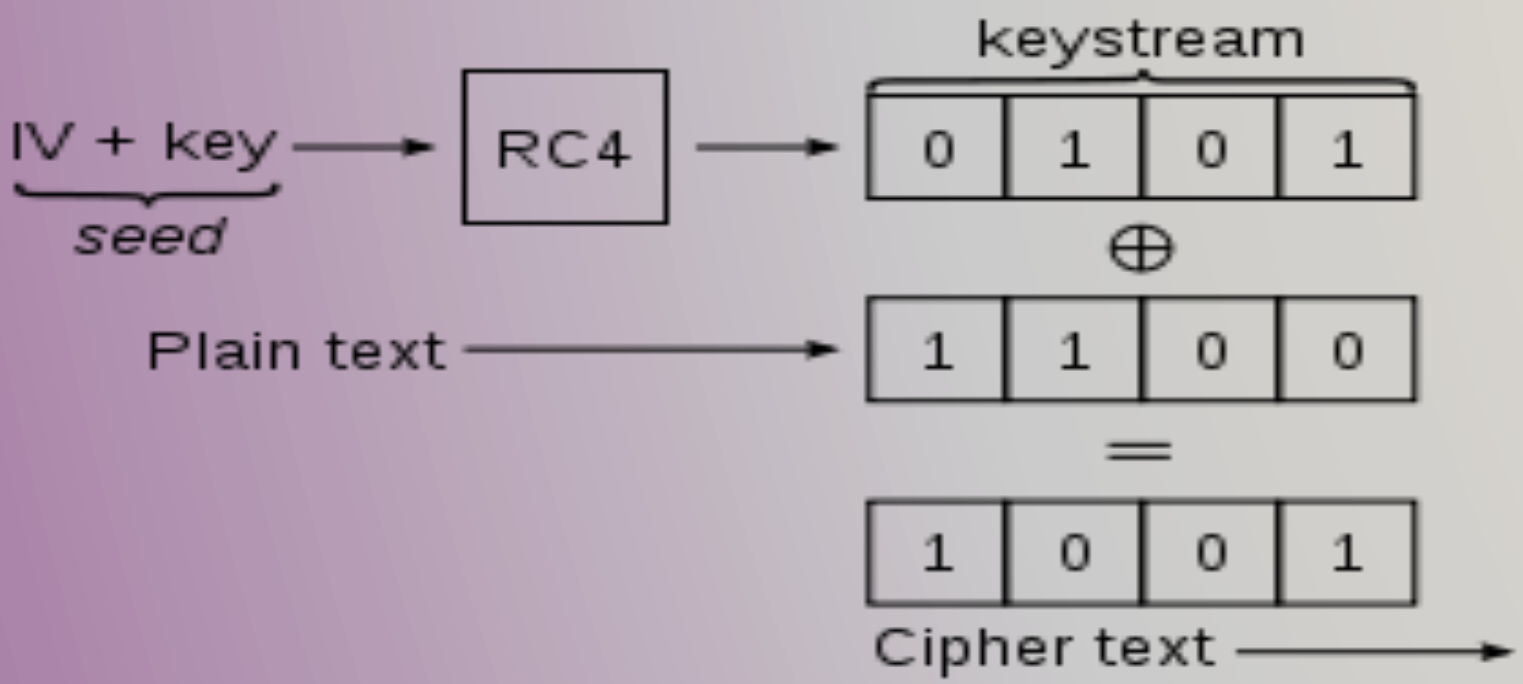 keystream
IV + key
RC4
0 1 0 1
seed
⊕
Plain text
1 1 0 0
=
1 0 0 1
Cipher text